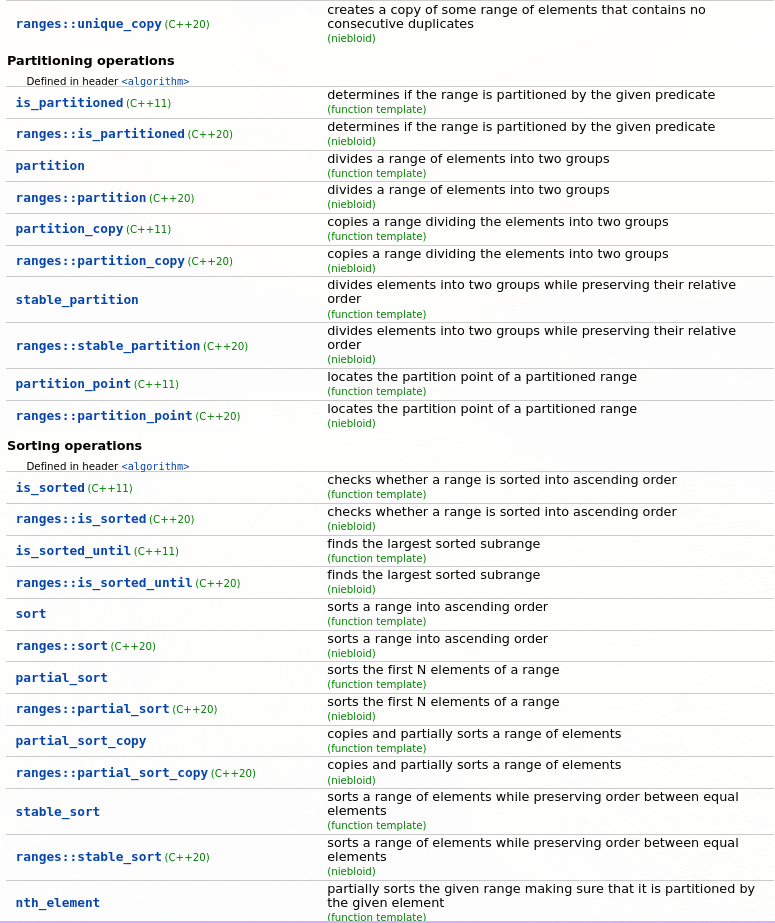 ranges::unique_copy (C++20)
creates a copy of some range of elements that contains no
consecutive duplicates
(niebloid)
Partitioning operations
Defined in header <algorithm>
is_partitioned (C++11)
determines if the range is partitioned by the given predicate
(function template)
ranges::is_partitioned (C++20)
determines if the range is partitioned by the given predicate
(niebloid)
partition
divides a range of elements into two groups
(function template)
ranges::partition (C++20)
divides a range of elements into two groups
(niebloid)
partition_copy (C++11)
copies a range dividing the elements into two groups
(function template)
ranges::partition_copy (C++20)
copies a range dividing the elements into two groups
(niebloid)
stable_partition
divides elements into two groups while preserving their relative
order
(function template)
ranges::stable_partition (C++20)
divides elements into two groups while preserving their relative
order
(niebloid)
partition_point (C++11)
locates the partition point of a partitioned range
(function template)
ranges::partition_point (C++20)
locates the partition point of a partitioned range
(niebloid)
Sorting operations
Defined in header <algorithm>
is_sorted (C++11)
checks whether a range is sorted into ascending order
(function template)
ranges::is_sorted (C++20)
checks whether a range is sorted into ascending order
(niebloid)
is_sorted_until (C++11)
finds the largest sorted subrange
(function template)
ranges::is_sorted_until (C++20)
finds the largest sorted subrange
(niebloid)
sort
sorts a range into ascending order
(function template)
ranges::sort (C++20)
sorts a range into ascending order
(niebloid)
partial_sort
sorts the first N elements of a range
(function template)
ranges::partial_sort (C++20)
sorts the first N elements of a range
(niebloid)
partial_sort_copy
copies and partially sorts a range of elements
(function template)
ranges::partial_sort_copy (C++20)
copies and partially sorts a range of elements
(niebloid)
stable_sort
sorts a range of elements while preserving order between equal
elements
(function template)
ranges::stable_sort (C++20)
sorts a range of elements while preserving order between equal
elements
(niebloid)
nth_element
partially sorts the given range making sure that it is partitioned by
the given element
(function template)